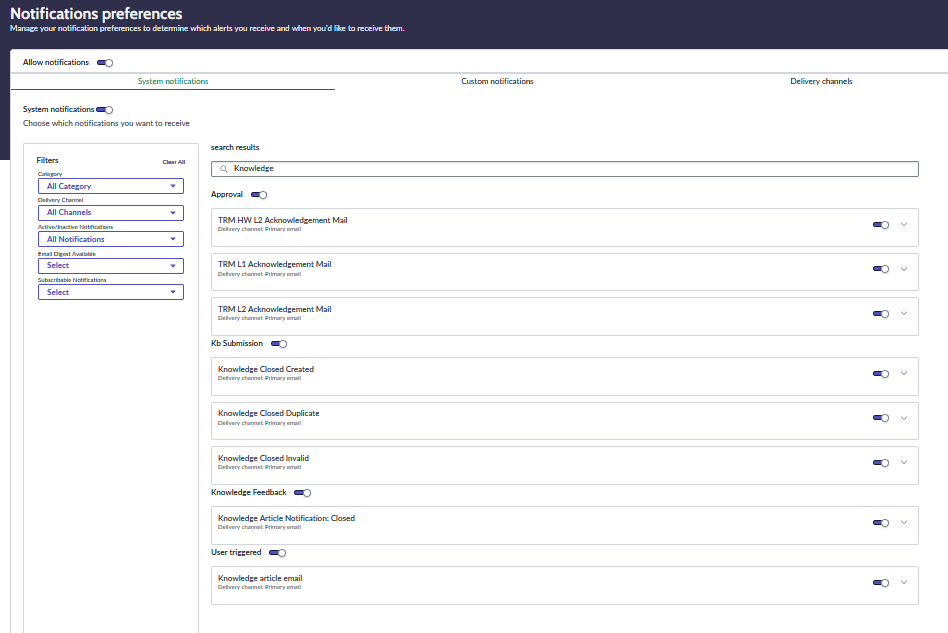 Notifications preferences
Manage your notification preferences to determine which alerts you receive and when you'd like to receive them.
Allow notifications
System notifications
Custom notifications
Delivery channels
System notifications
Choose which notifications you want to receive
Filters
Clear All
Category
All Category
Delivery Channel
All Channels
Active/Inactive Notifications
All Notifications
Email Digest Available
Select
Subscribable Notifications
Select
search results
Knowledge
Approval
TRM HW L2 Acknowledgement Mail
Delivery channel: Primary email
TRM L1 Acknowledgement Mail
Delivery channel: Primary email
TRM L2 Acknowledgement Mail
Delivery channel: Primary email
Kb Submission
Knowledge Closed Created
Delivery channel: Primary email
Knowledge Closed Duplicate
Delivery channel: Primary email
Knowledge Closed Invalid
Delivery channel: Primary email
Knowledge Feedback
Knowledge Article Notification: Closed
Delivery channel: Primary email
User triggered
Knowledge article email
Delivery channel: Primary email